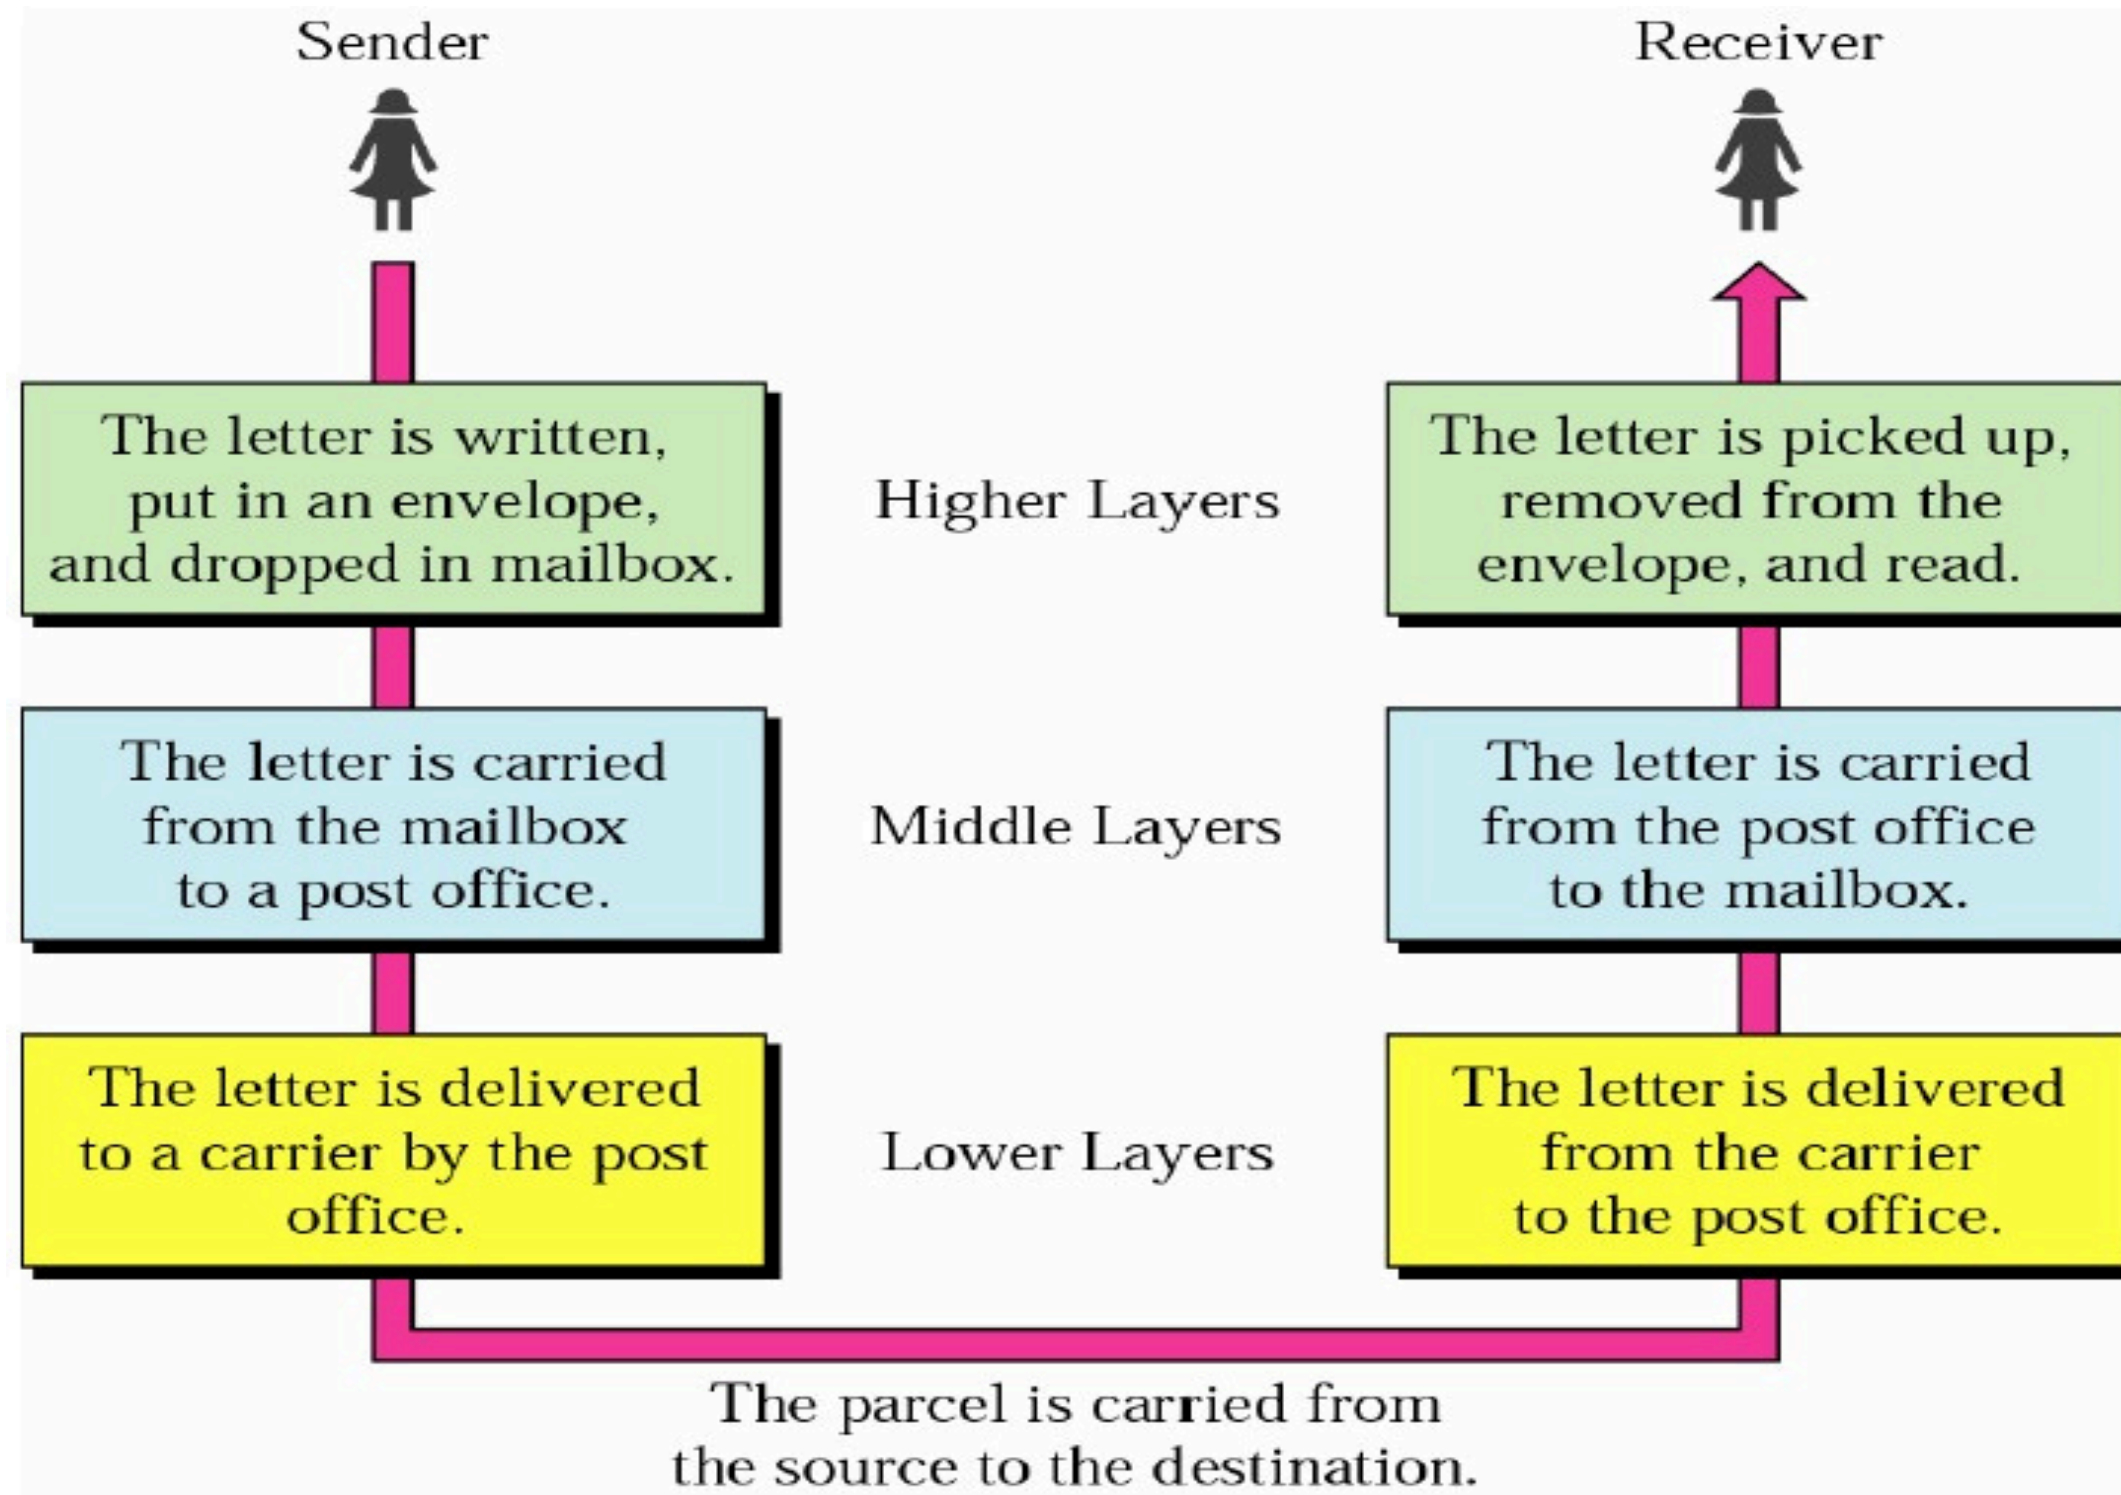 Sender
Receiver
The letter is written,
put in an envelope,
and dropped in mailbox.
Higher Layers
The letter is picked up,
removed from the
envelope, and read.
The letter is carried
from the mailbox
to a post office.
Middle Layers
The letter is carried
from the post office
to the mailbox.
The letter is delivered
to a carrier by the post
office.
Lower Layers
The letter is delivered
from the carrier
to the post office.
The parcel is carried from
the source to the destination.